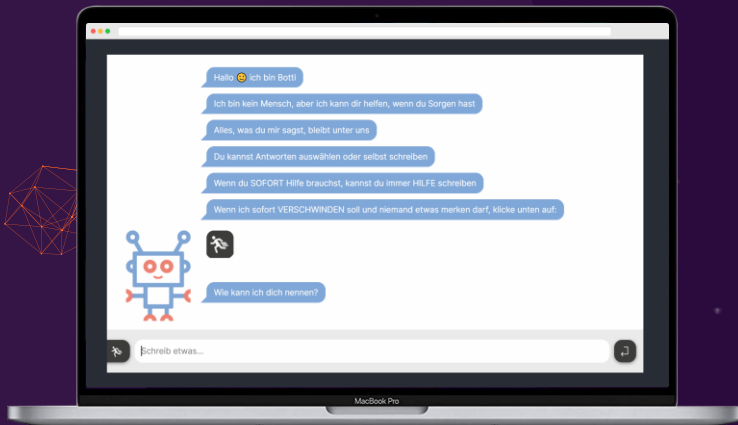 Hallo 🙂 ich bin Botti
Ich bin kein Mensch, aber ich kann dir helfen, wenn du Sorgen hast
Alles, was du mir sagst, bleibt unter uns
Du kannst Antworten auswählen oder selbst schreiben
Wenn du SOFORT Hilfe brauchst, kannst du immer HILFE schreiben
Wenn ich sofort VERSCHWINDEN soll und niemand etwas merken darf, klicke unten auf:
Wie kann ich dich nennen?
Schreib etwas...
MacBook Pro